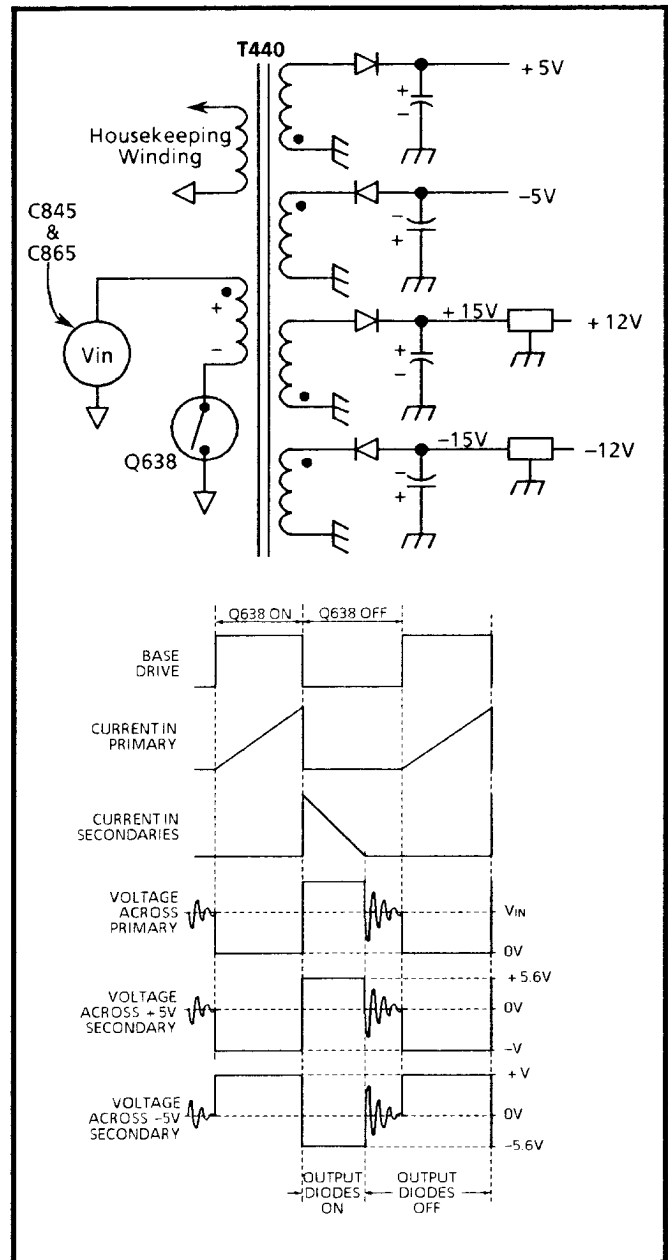 T440
+5V
+
−
Housekeeping
Winding
−5V
−
+
C845
&
C865
Vin
+
−
+15V
+12V
+
−
Q638
−15V
−12V
−
+
Q638 ON
Q638 OFF
BASE
DRIVE
CURRENT IN
PRIMARY
CURRENT IN
SECONDARIES
VOLTAGE
ACROSS
PRIMARY
VIN
0V
+5.6V
VOLTAGE
ACROSS +5V
SECONDARY
0V
−V
+V
VOLTAGE
ACROSS −5V
SECONDARY
0V
−5.6V
OUTPUT
DIODES
ON
OUTPUT
DIODES
OFF